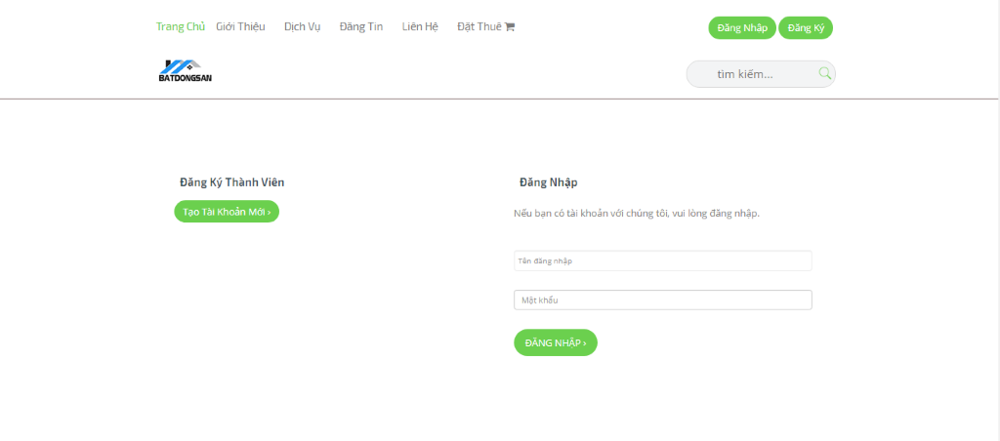 Trang Chủ Giới Thiệu Dịch Vụ Đăng Tin Liên Hệ Đặt Thuê Đăng Nhập Đăng Ký
BATDONGSAN tìm kiếm...
Đăng Ký Thành Viên
Tạo Tài Khoản Mới ›
Đăng Nhập
Nếu bạn có tài khoản với chúng tôi, vui lòng đăng nhập.
Tên đăng nhập
Mật khẩu
ĐĂNG NHẬP ›